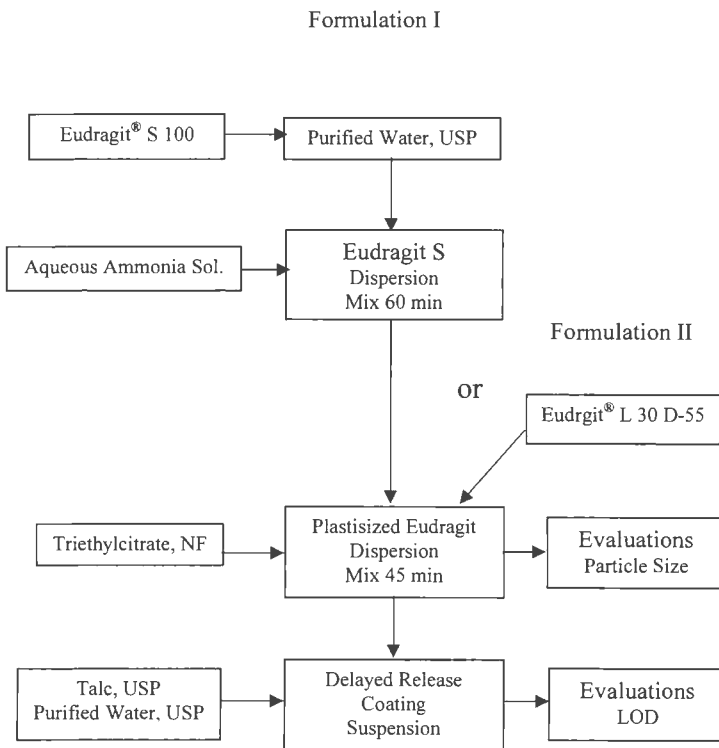 Formulation I
Eudragit® S 100
Purified Water, USP
Aqueous Ammonia Sol.
Eudragit S
Dispersion
Mix 60 min
Formulation II
or
Eudrgit® L 30 D-55
Triethylcitrate, NF
Plastisized Eudragit
Dispersion
Mix 45 min
Evaluations
Particle Size
Talc, USP
Purified Water, USP
Delayed Release
Coating
Suspension
Evaluations
LOD